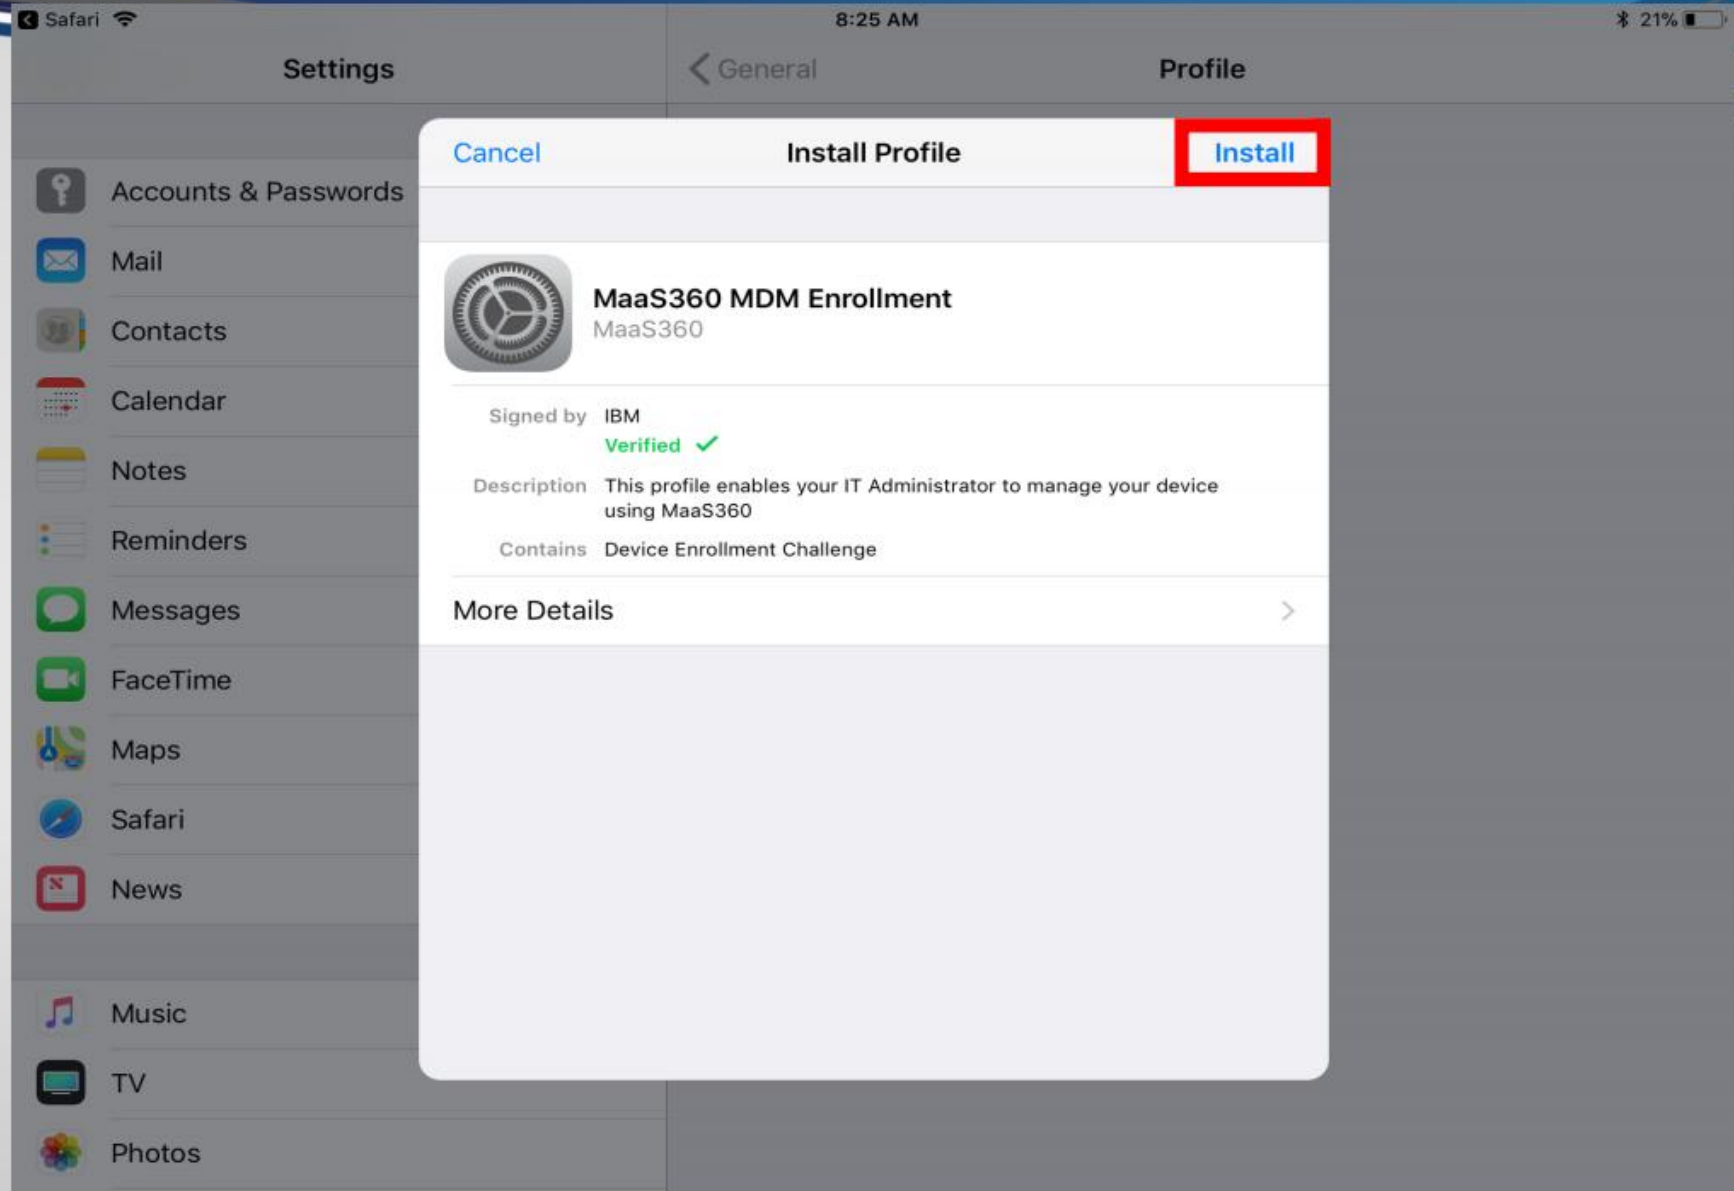 Safari
8:25 AM
21%
Settings
General
Profile
Cancel
Install Profile
Install
Accounts & Passwords
Mail
Contacts
Calendar
Notes
Reminders
Messages
FaceTime
Maps
Safari
News
Music
TV
Photos
MaaS360 MDM Enrollment
MaaS360
Signed by IBM
Verified ✓
Description This profile enables your IT Administrator to manage your device
using MaaS360
Contains Device Enrollment Challenge
More Details